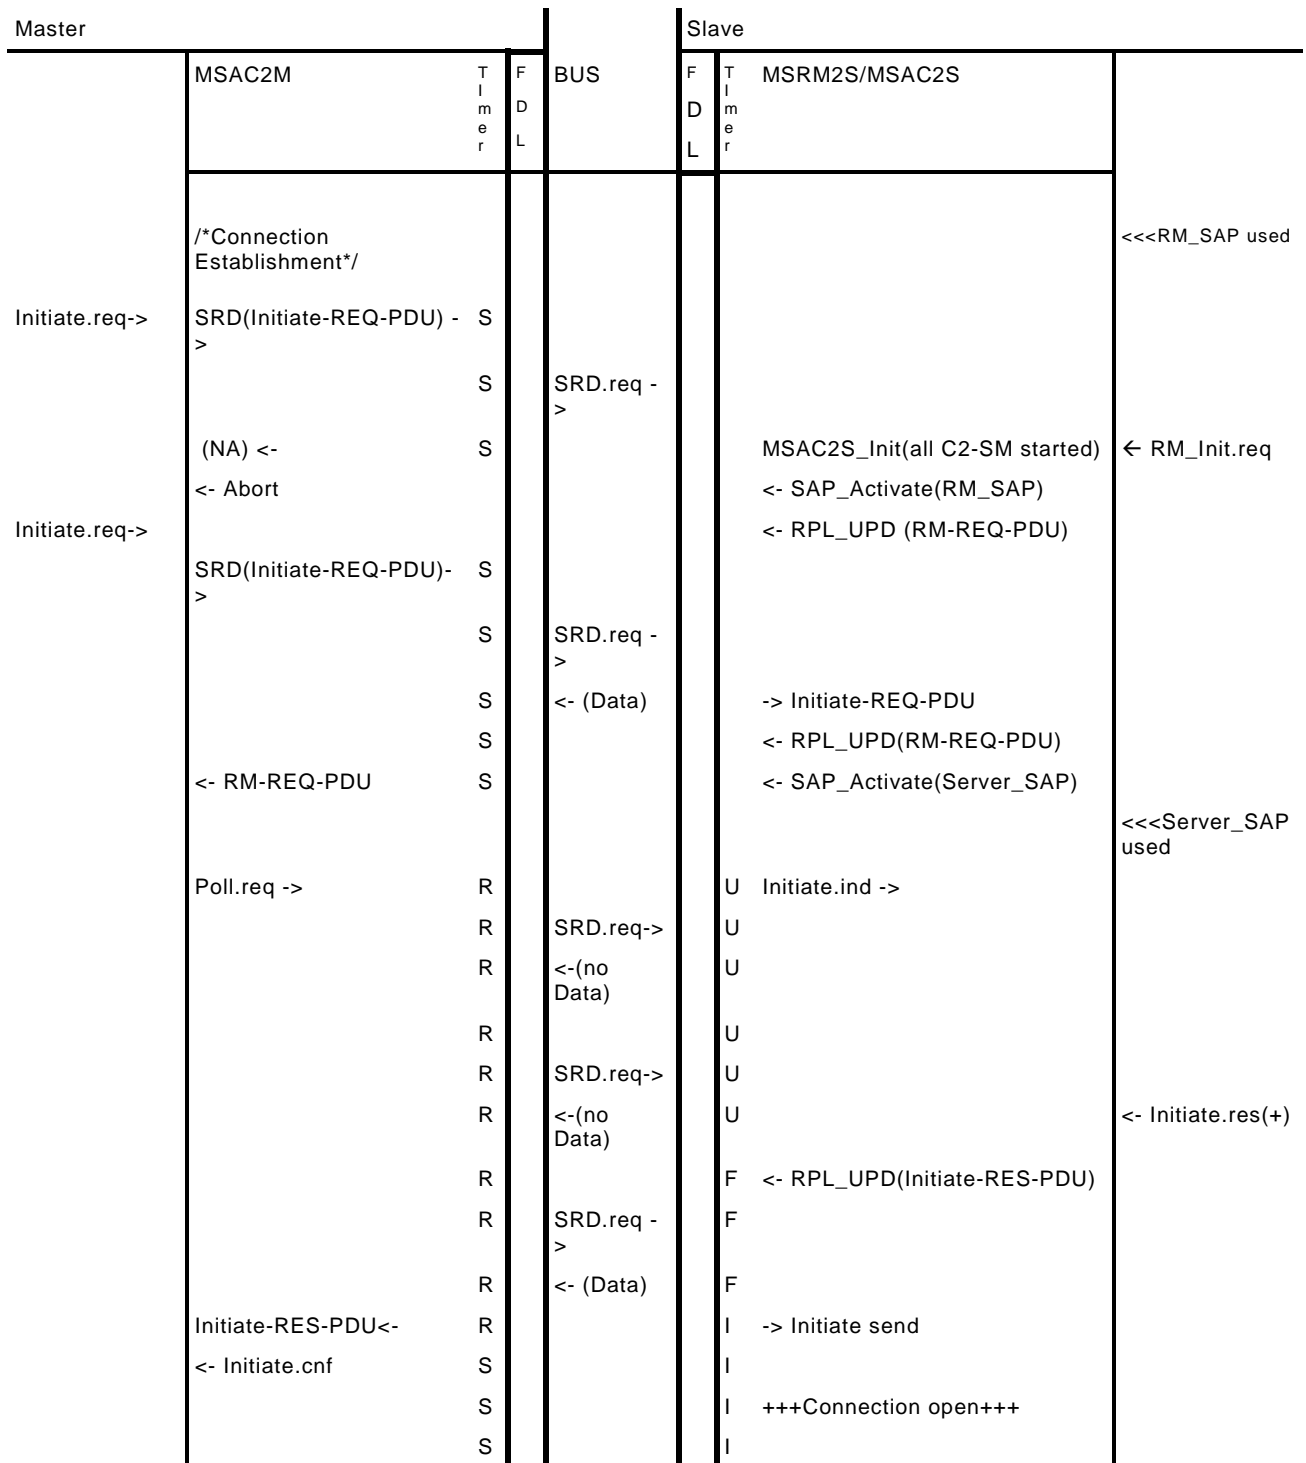 Master
Slave
MSAC2M
T
I
m
e
r
F
D
L
BUS
F
D
L
T
I
m
e
r
MSRM2S/MSAC2S
/*Connection
Establishment*/
<<<RM_SAP used
Initiate.req->
SRD(Initiate-REQ-PDU) -
>
S
S
SRD.req -
>
(NA) <-
S
MSAC2S_Init(all C2-SM started)
← RM_Init.req
<- Abort
<- SAP_Activate(RM_SAP)
Initiate.req->
<- RPL_UPD (RM-REQ-PDU)
SRD(Initiate-REQ-PDU)-
>
S
S
SRD.req -
>
S
<- (Data)
-> Initiate-REQ-PDU
S
<- RPL_UPD(RM-REQ-PDU)
<- RM-REQ-PDU
S
<- SAP_Activate(Server_SAP)
<<<Server_SAP
used
Poll.req ->
R
U
Initiate.ind ->
R
SRD.req->
U
R
<-(no
Data)
U
R
U
R
SRD.req->
U
R
<-(no
Data)
U
<- Initiate.res(+)
R
F
<- RPL_UPD(Initiate-RES-PDU)
R
SRD.req -
>
F
R
<- (Data)
F
Initiate-RES-PDU<-
R
I
-> Initiate send
<- Initiate.cnf
S
I
S
I
+++Connection open+++
S
I